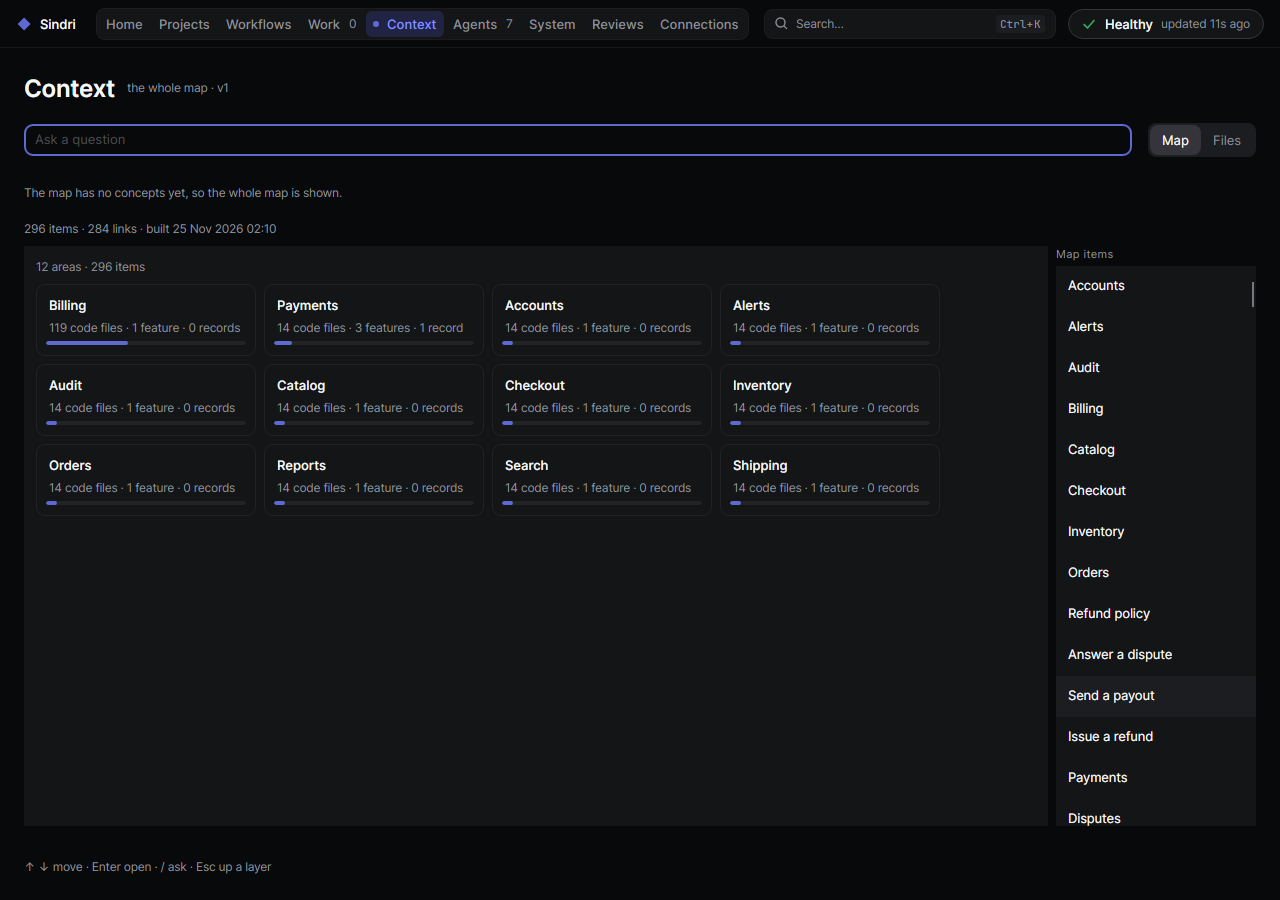 Sindri Home Projects Workflows Work 0 Context Agents 7 System Reviews Connections Search... Ctrl+K Healthy updated 11s ago
Context the whole map · v1
Ask a question Map Files
The map has no concepts yet, so the whole map is shown.
296 items · 284 links · built 25 Nov 2026 02:10
12 areas · 296 items
Billing
119 code files · 1 feature · 0 records
Payments
14 code files · 3 features · 1 record
Accounts
14 code files · 1 feature · 0 records
Alerts
14 code files · 1 feature · 0 records
Audit
14 code files · 1 feature · 0 records
Catalog
14 code files · 1 feature · 0 records
Checkout
14 code files · 1 feature · 0 records
Inventory
14 code files · 1 feature · 0 records
Orders
14 code files · 1 feature · 0 records
Reports
14 code files · 1 feature · 0 records
Search
14 code files · 1 feature · 0 records
Shipping
14 code files · 1 feature · 0 records
Map items
Accounts
Alerts
Audit
Billing
Catalog
Checkout
Inventory
Orders
Refund policy
Answer a dispute
Send a payout
Issue a refund
Payments
Disputes
↑ ↓ move · Enter open · / ask · Esc up a layer